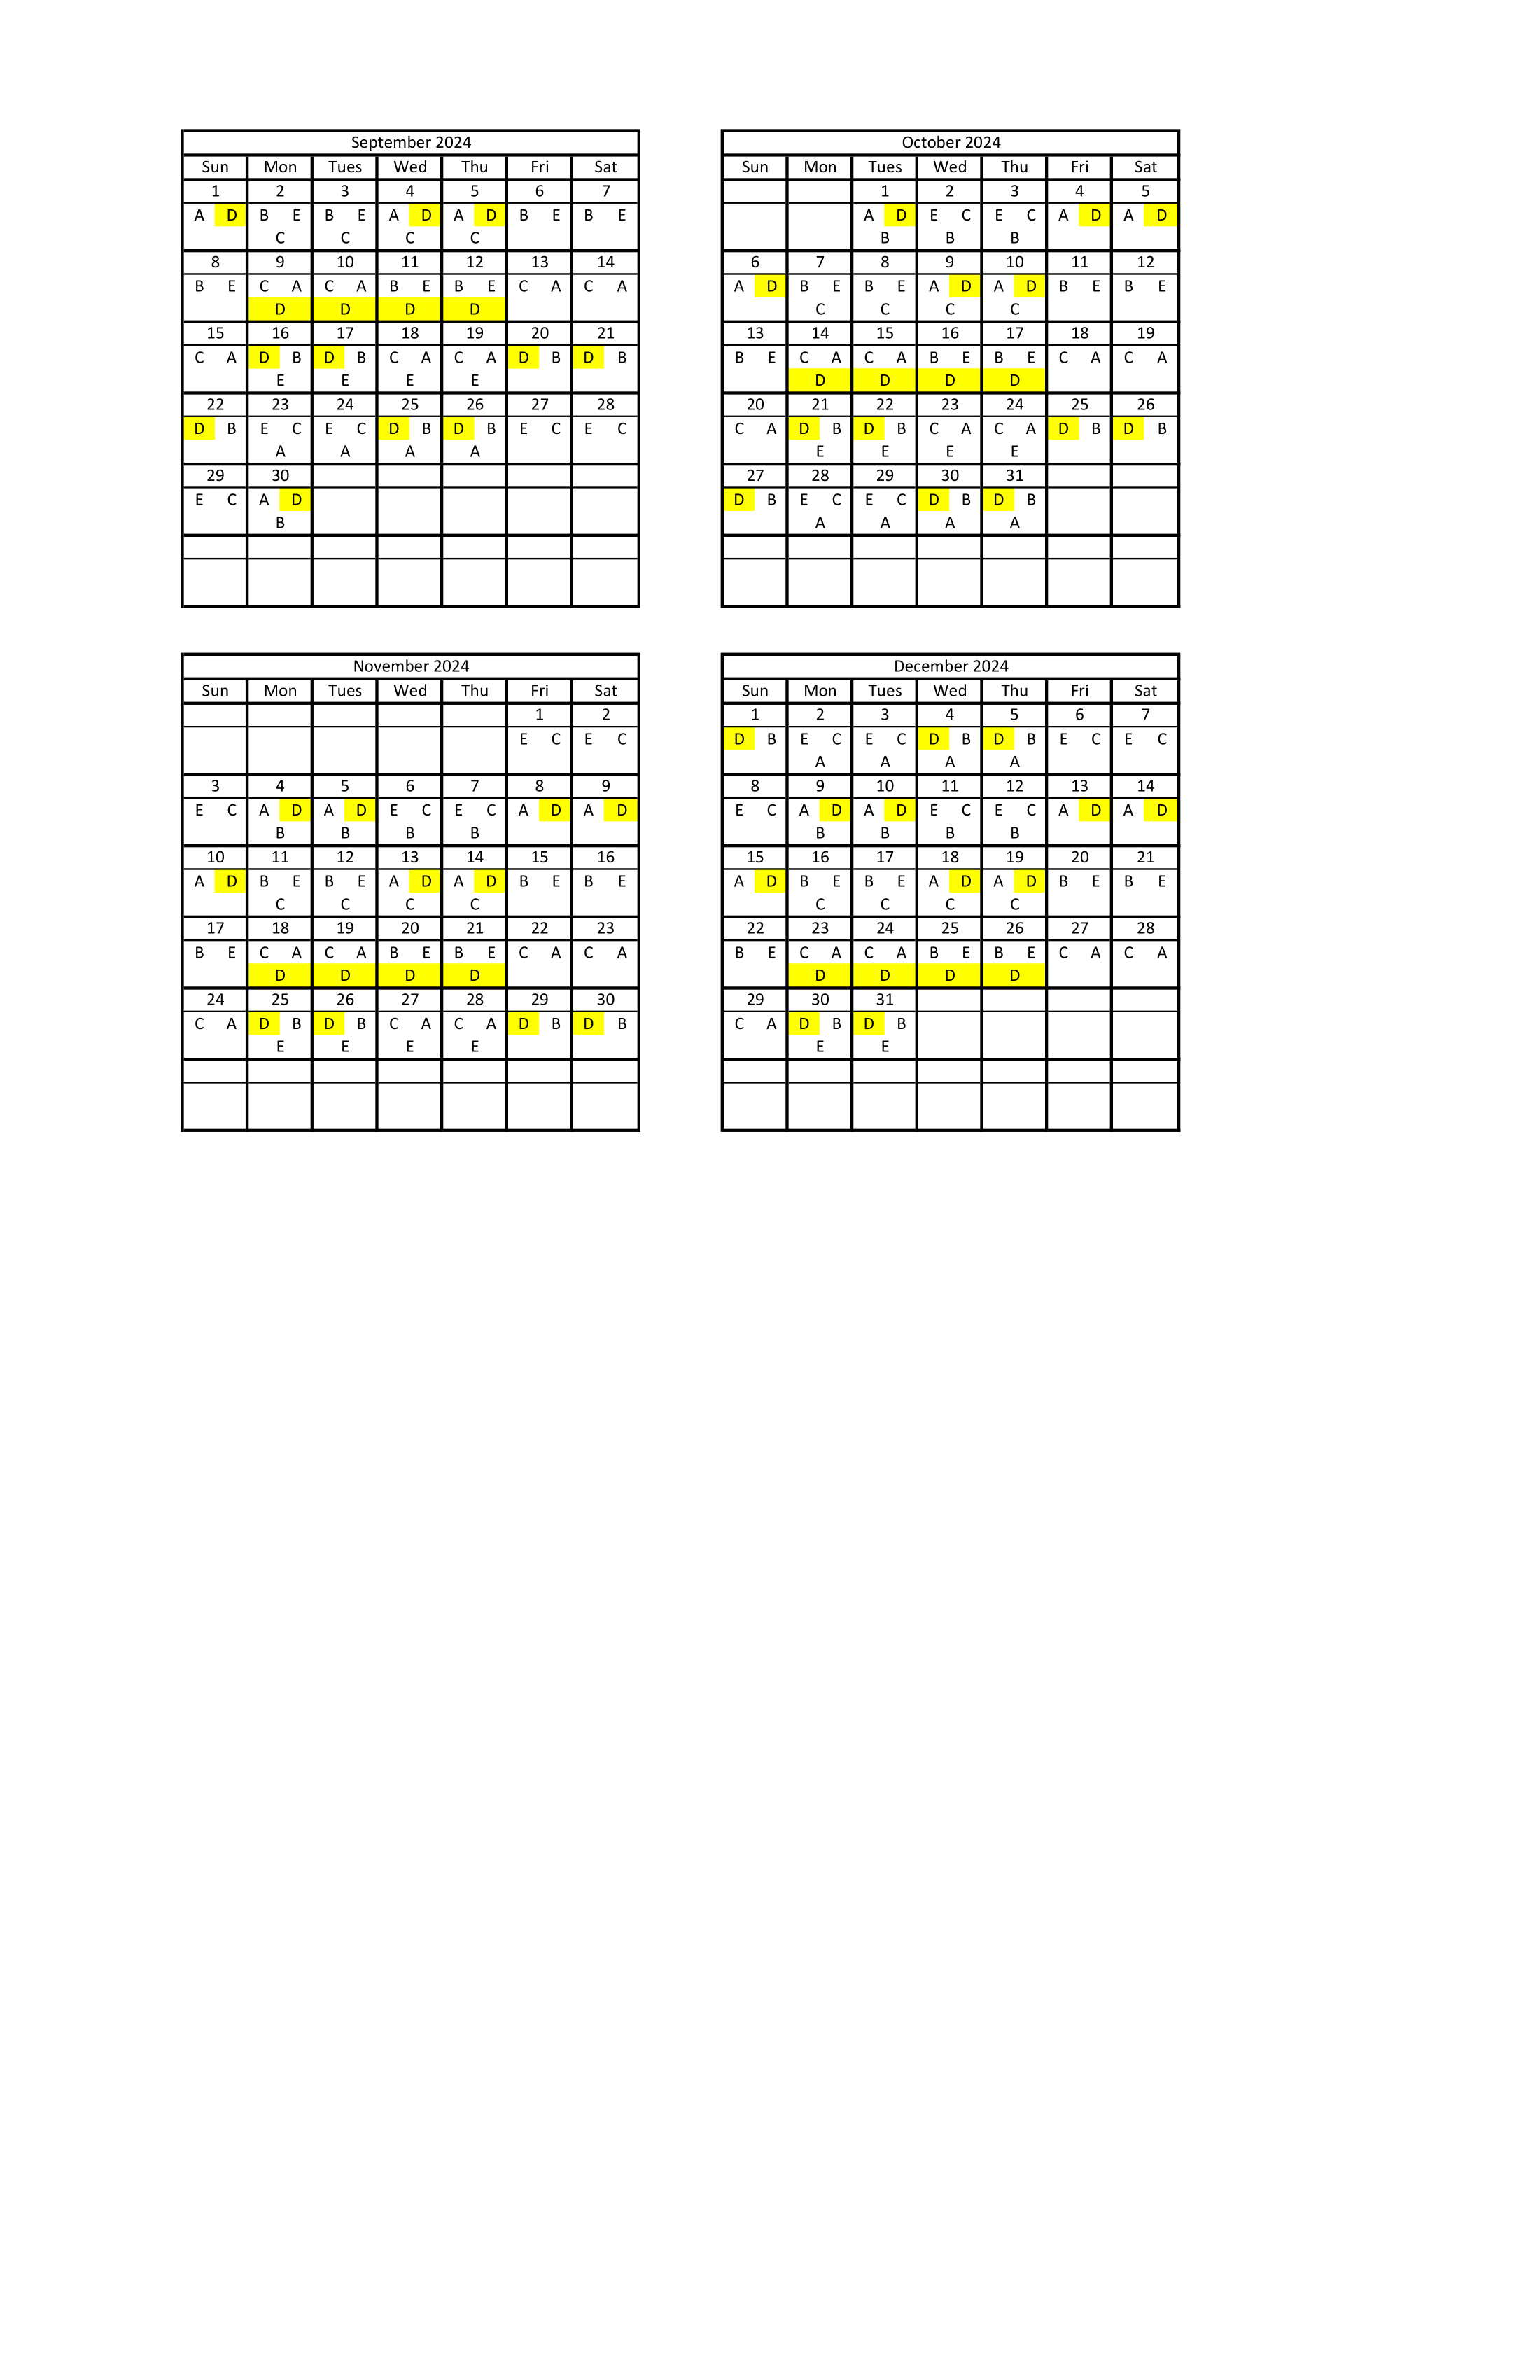 September 2024
Sun Mon Tues Wed Thu Fri Sat
1 2 3 4 5 6 7
A D B E B E A D A D B E B E
C C C C
8 9 10 11 12 13 14
B E C A C A B E B E C A C A
D D D D
15 16 17 18 19 20 21
C A D B D B C A C A D B D B
E E E E
22 23 24 25 26 27 28
D B E C E C D B D B E C E C
A A A A
29 30
E C A D
B
October 2024
Sun Mon Tues Wed Thu Fri Sat
1 2 3 4 5
A D E C E C A D A D
B B B
6 7 8 9 10 11 12
A D B E B E A D A D B E B E
C C C C
13 14 15 16 17 18 19
B E C A C A B E B E C A C A
D D D D
20 21 22 23 24 25 26
C A D B D B C A C A D B D B
E E E E
27 28 29 30 31
D B E C E C D B D B
A A A A
November 2024
Sun Mon Tues Wed Thu Fri Sat
1 2
E C E C
3 4 5 6 7 8 9
E C A D A D E C E C A D A D
B B B B
10 11 12 13 14 15 16
A D B E B E A D A D B E B E
C C C C
17 18 19 20 21 22 23
B E C A C A B E B E C A C A
D D D D
24 25 26 27 28 29 30
C A D B D B C A C A D B D B
E E E E
December 2024
Sun Mon Tues Wed Thu Fri Sat
1 2 3 4 5 6 7
D B E C E C D B D B E C E C
A A A A
8 9 10 11 12 13 14
E C A D A D E C E C A D A D
B B B B
15 16 17 18 19 20 21
A D B E B E A D A D B E B E
C C C C
22 23 24 25 26 27 28
B E C A C A B E B E C A C A
D D D D
29 30 31
C A D B D B
E E